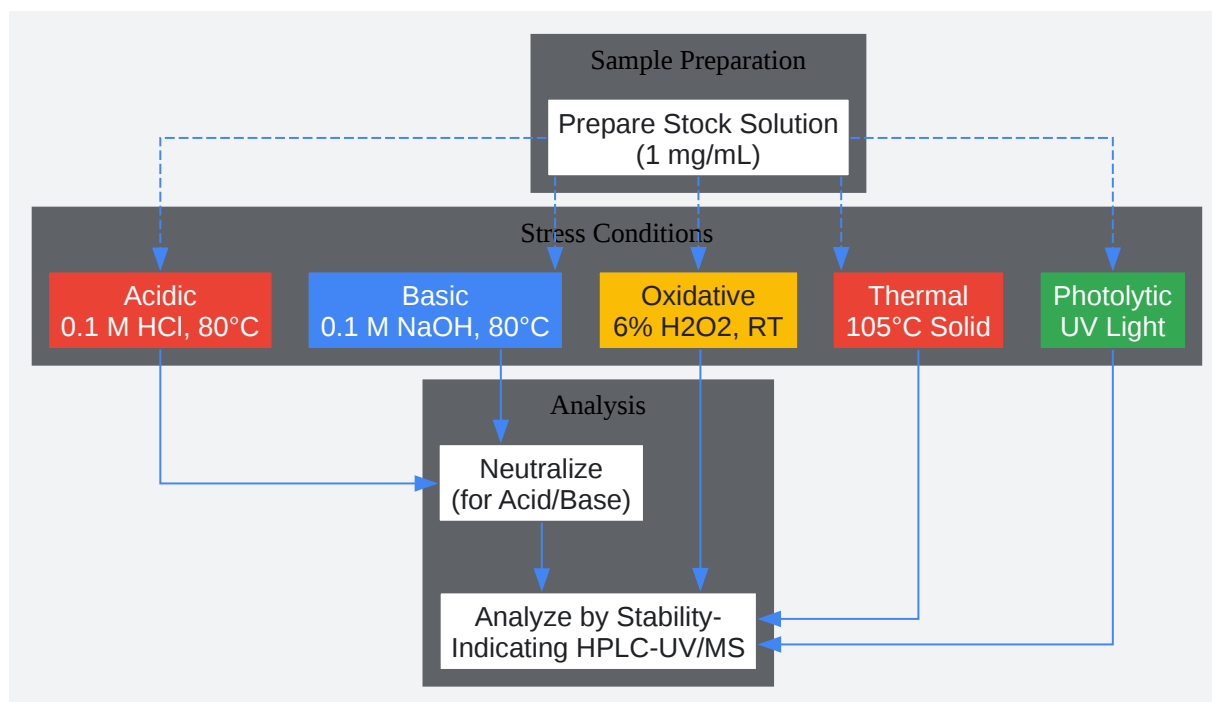 Sample Preparation
Prepare Stock Solution
(1 mg/mL)
Stress Conditions
Acidic
0.1 M HCl, 80°C
Basic
0.1 M NaOH, 80°C
Oxidative
6% H2O2, RT
Thermal
105°C Solid
Photolytic
UV Light
Analysis
Neutralize
(for Acid/Base)
Analyze by Stability-
Indicating HPLC-UV/MS